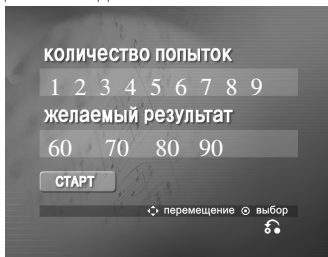 количество попыток
1 2 3 4 5 6 7 8 9
желаемый результат
60 70 80 90
СТАРТ
перемещение выбор